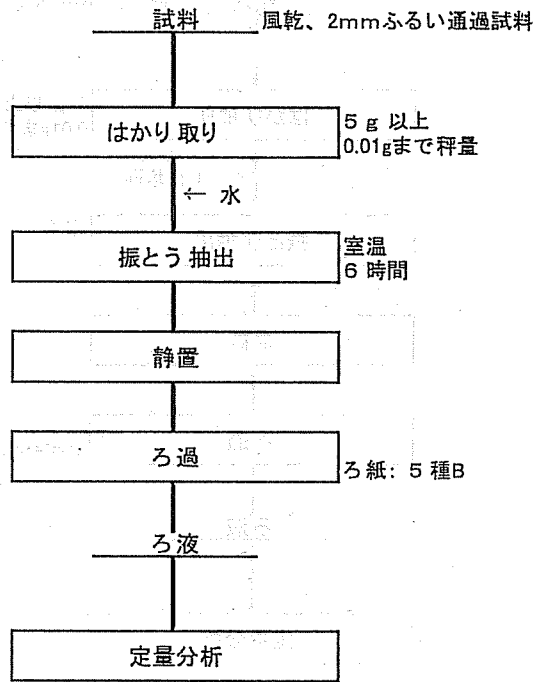 試料 風乾、2mmふるい通過試料
はかり取り
5g以上
0.01gまで秤量
← 水
振とう抽出
室温
6時間
静置
ろ過
ろ紙：5種B
ろ液
定量分析